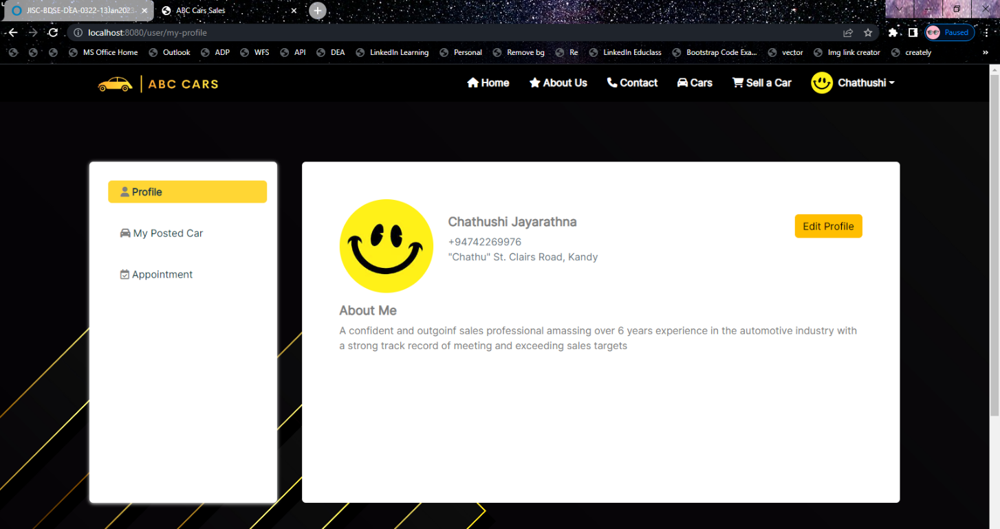 JISC-BDSE-DEA-0322-13Jan2023-
ABC Cars Sales
localhost:8080/user/my-profile
Paused
MS Office Home
Outlook
ADP
WFS
API
DEA
LinkedIn Learning
Personal
Remove bg
Re
LinkedIn Educlass
Bootstrap Code Exa...
vector
Img link creator
creately
»
ABC CARS
Home
About Us
Contact
Cars
Sell a Car
Chathushi
Profile
My Posted Car
Appointment
Chathushi Jayarathna
+94742269976
"Chathu" St. Clairs Road, Kandy
Edit Profile
About Me
A confident and outgoinf sales professional amassing over 6 years experience in the automotive industry with
a strong track record of meeting and exceeding sales targets